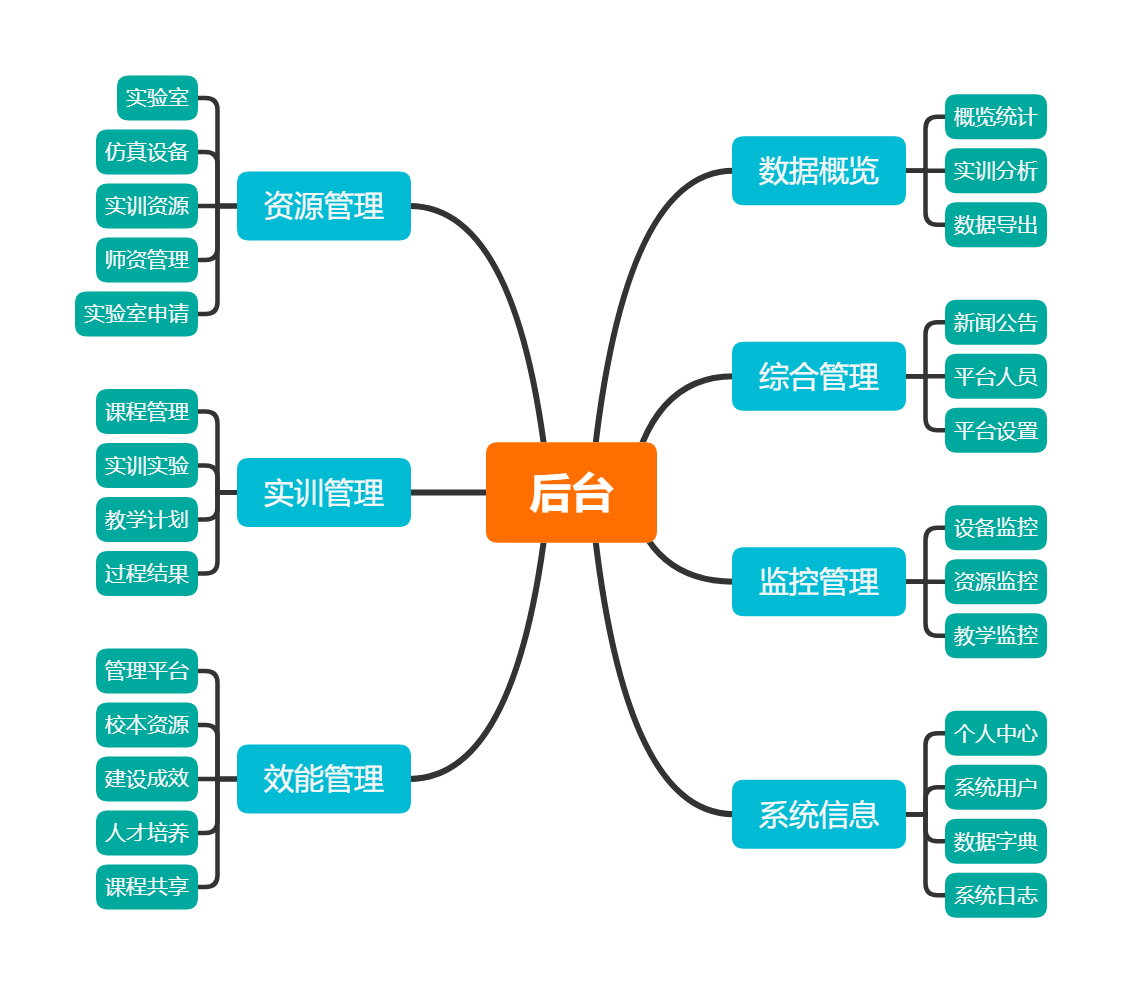 后台
数据概览
概览统计
实训分析
数据导出
综合管理
新闻公告
平台人员
平台设置
监控管理
设备监控
资源监控
教学监控
系统信息
个人中心
系统用户
数据字典
系统日志
资源管理
实验室
仿真设备
实训资源
师资管理
实验室申请
实训管理
课程管理
实训实验
教学计划
过程结果
效能管理
管理平台
校本资源
建设成效
人才培养
课程共享